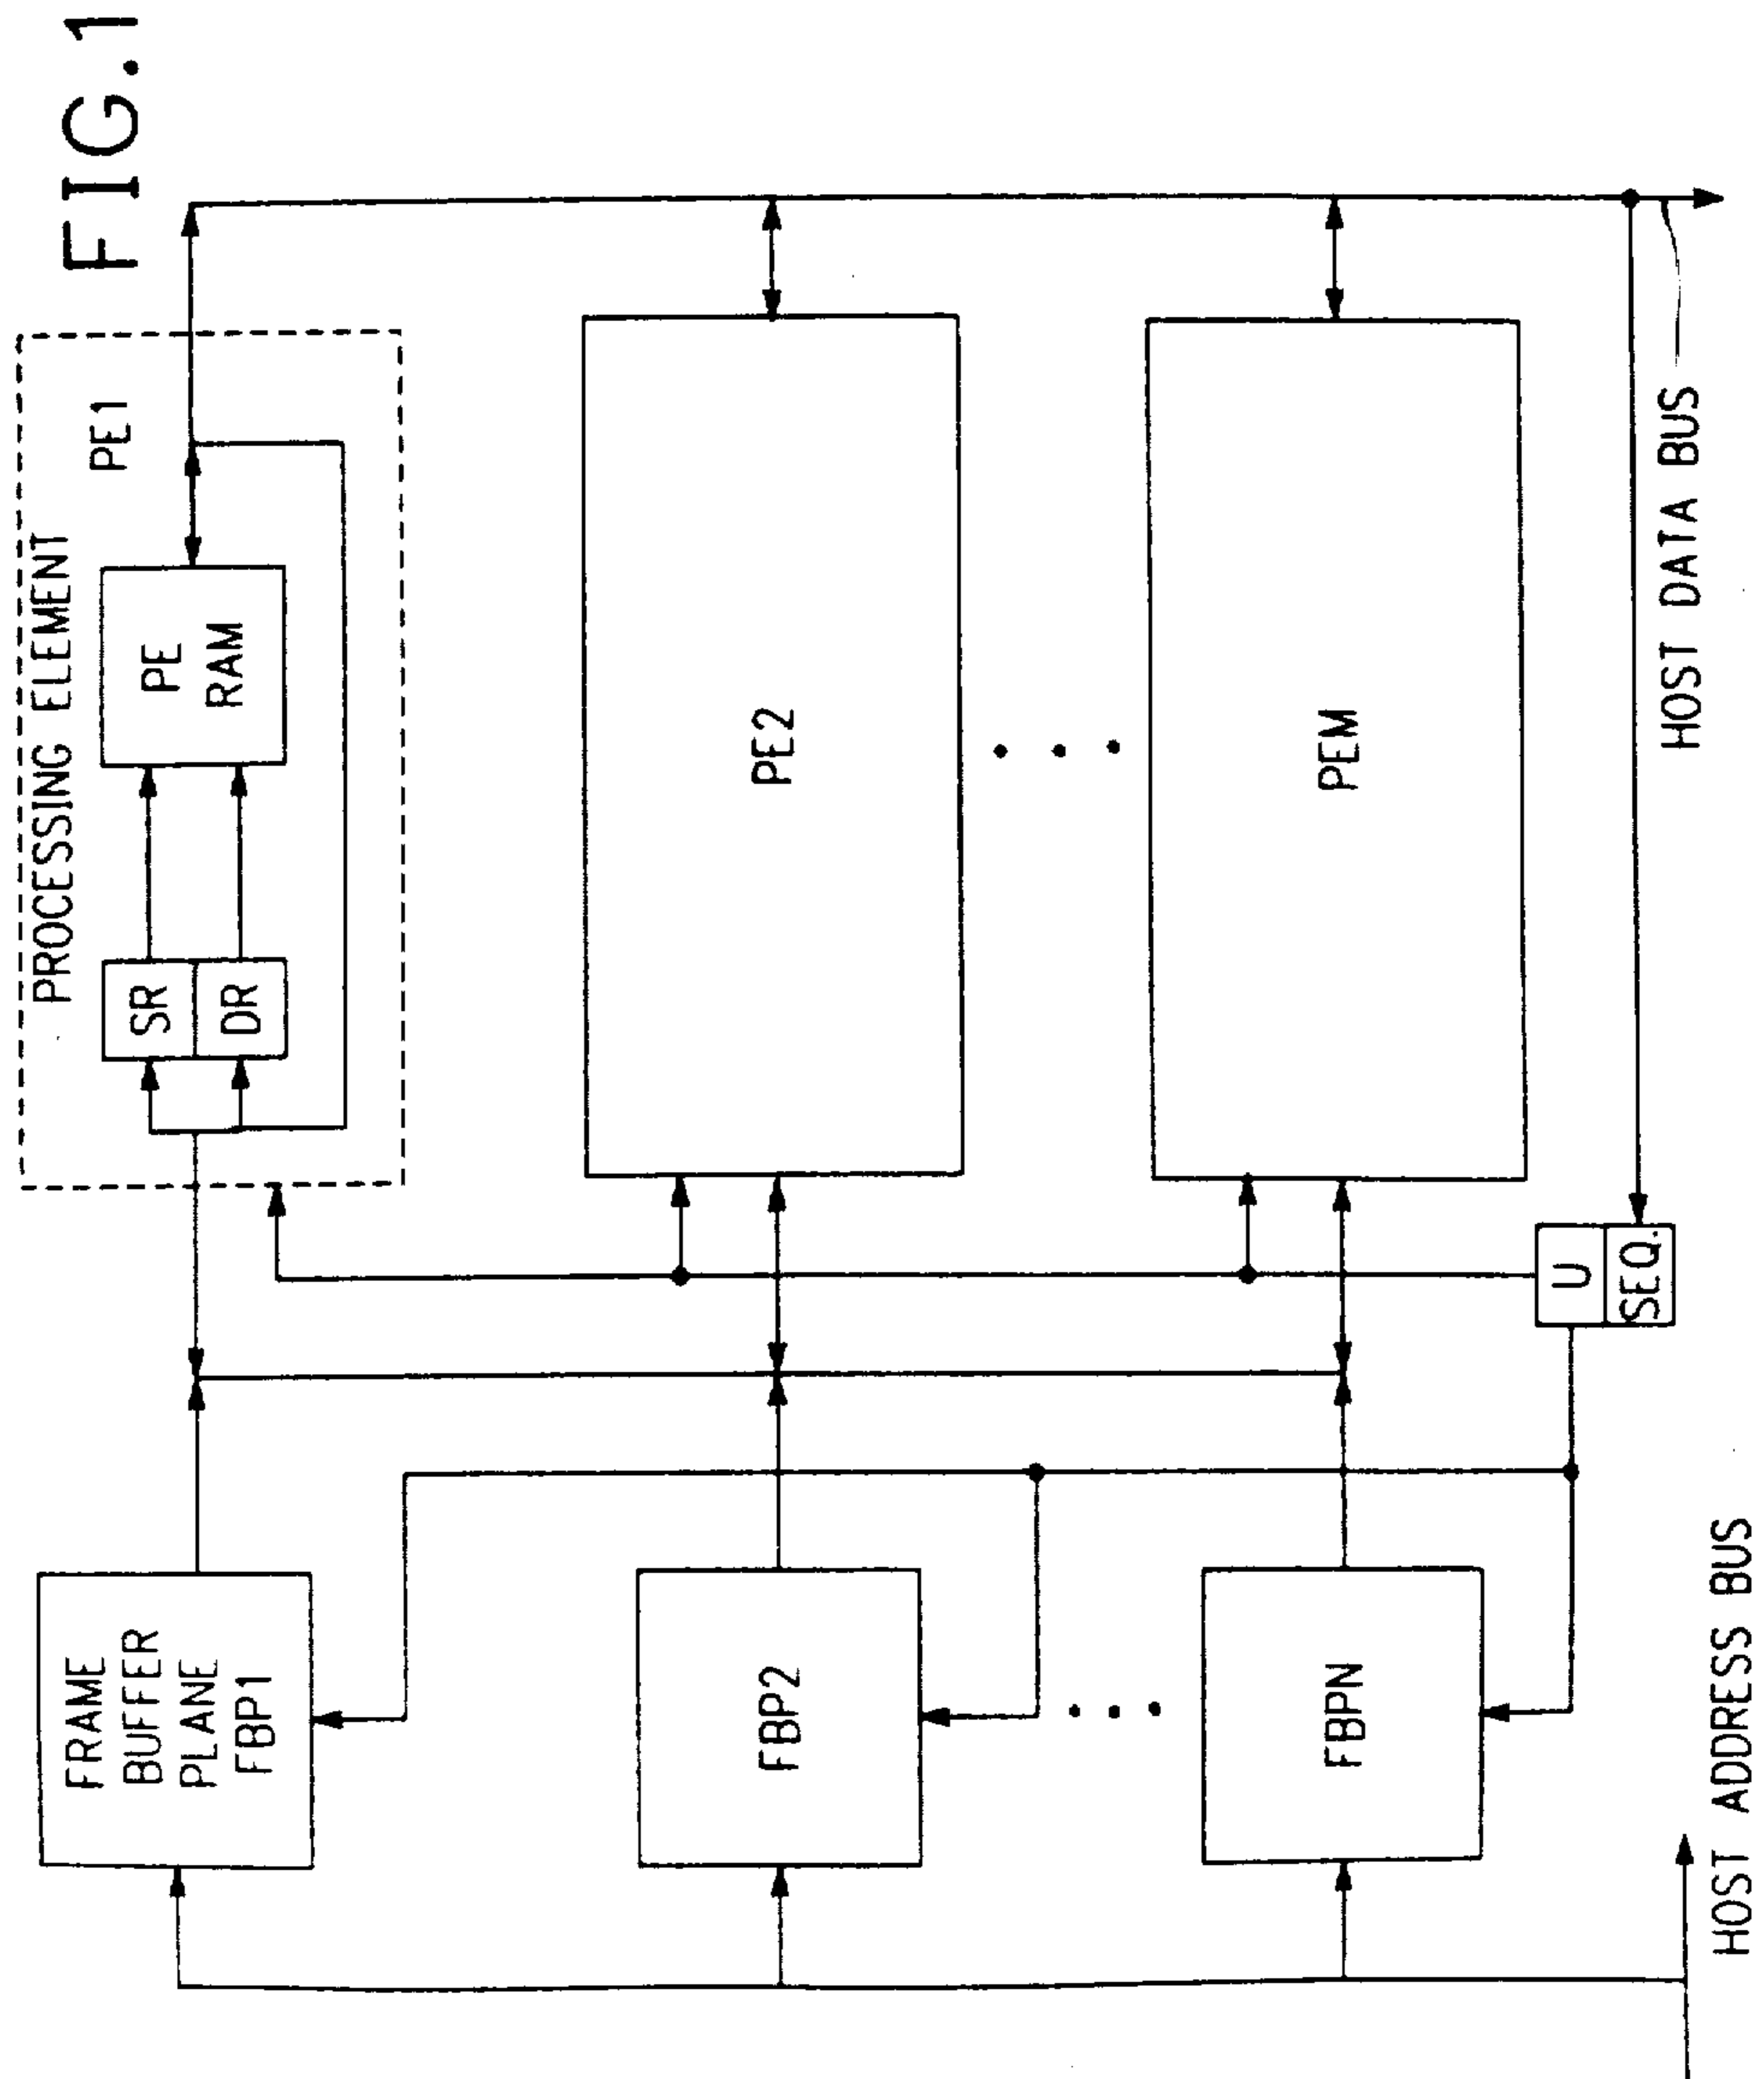 FIG.1
PROCESSING ELEMENT
PE1
SR
DR
PE
RAM
PE2
PEM
HOST DATA BUS
U
SEQ.
FRAME
BUFFER
PLANE
FBP1
FBP2
FBPN
HOST ADDRESS BUS